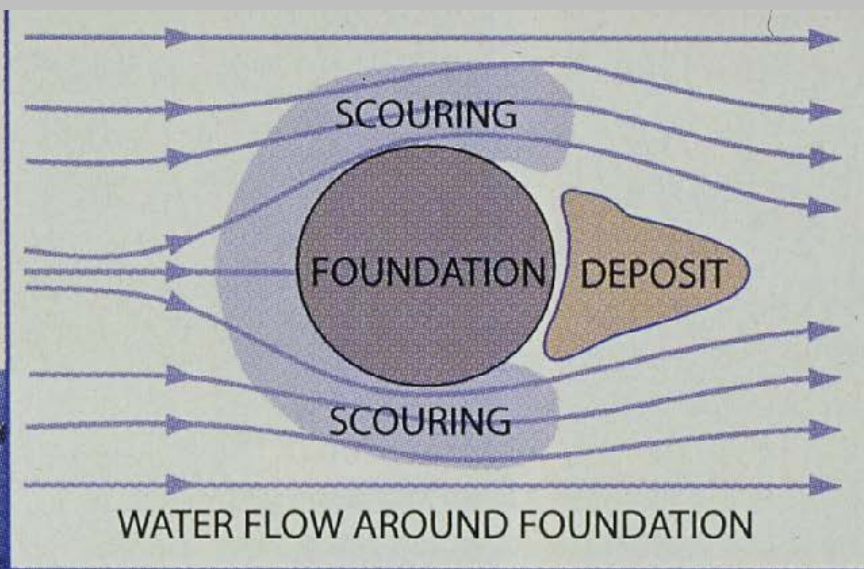 SCOURING
FOUNDATION
DEPOSIT
SCOURING
WATER FLOW AROUND FOUNDATION